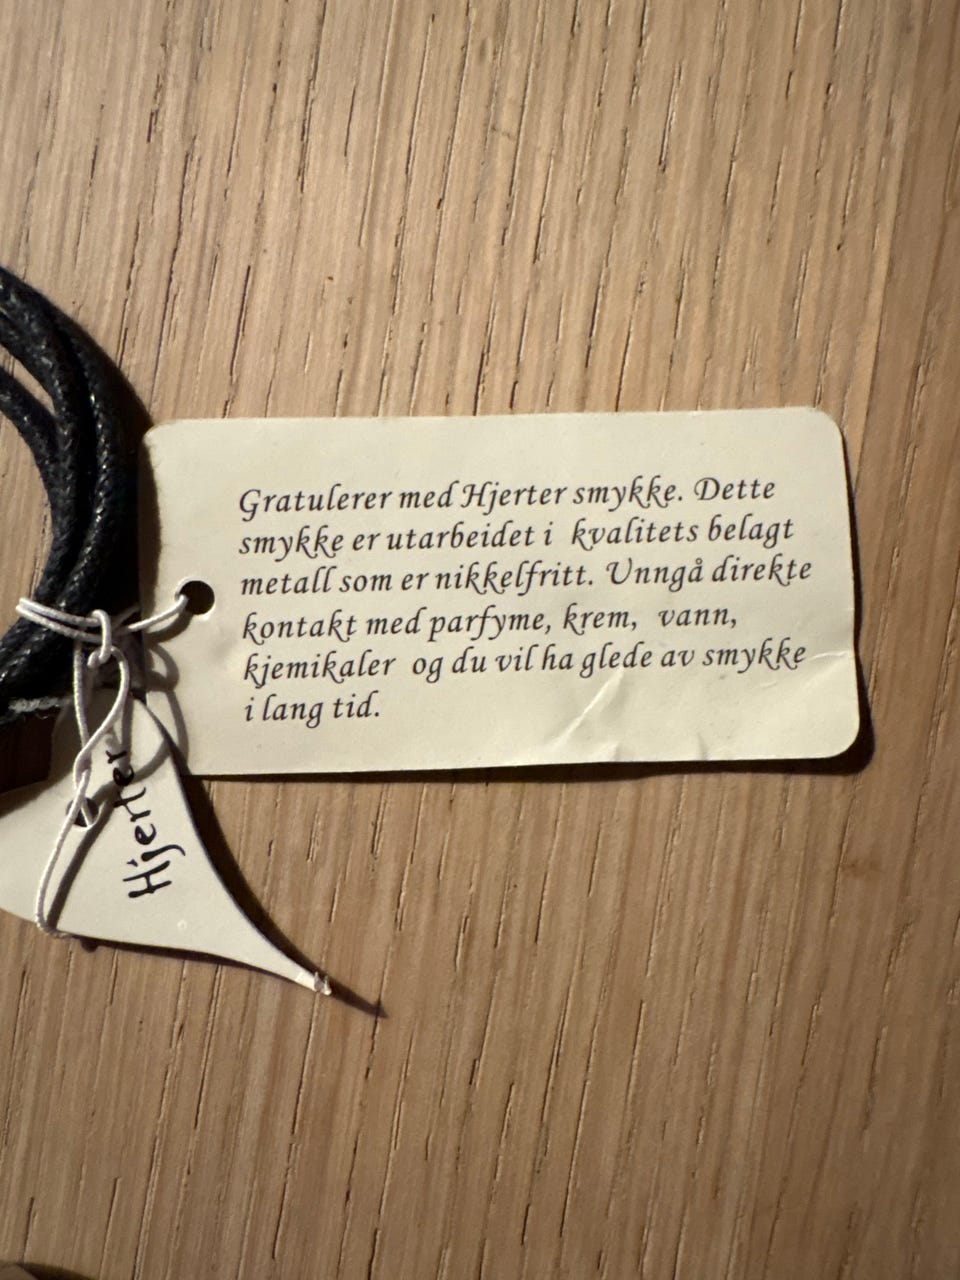 Gratulerer med Hjerter smykke. Dette
smykke er utarbeidet i kvalitets belagt
metall som er nikkelfritt. Unngå direkte
kontakt med parfyme, krem, vann,
kjemikaler og du vil ha glede av smykke
i lang tid.
Hjerter